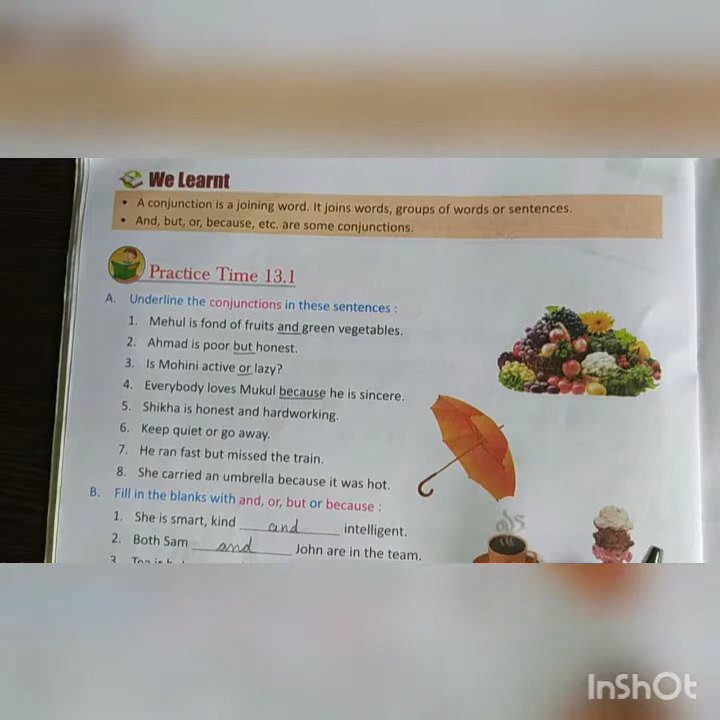 We Learnt
• A conjunction is a joining word. It joins words, groups of words or sentences.
• And, but, or, because, etc. are some conjunctions.
Practice Time 13.1
A. Underline the conjunctions in these sentences :
1. Mehul is fond of fruits and green vegetables.
2. Ahmad is poor but honest.
3. Is Mohini active or lazy?
4. Everybody loves Mukul because he is sincere.
5. Shikha is honest and hardworking.
6. Keep quiet or go away.
7. He ran fast but missed the train.
8. She carried an umbrella because it was hot.
B. Fill in the blanks with and, or, but or because :
1. She is smart, kind and intelligent.
2. Both Sam and John are in the team.
3.
InShOt